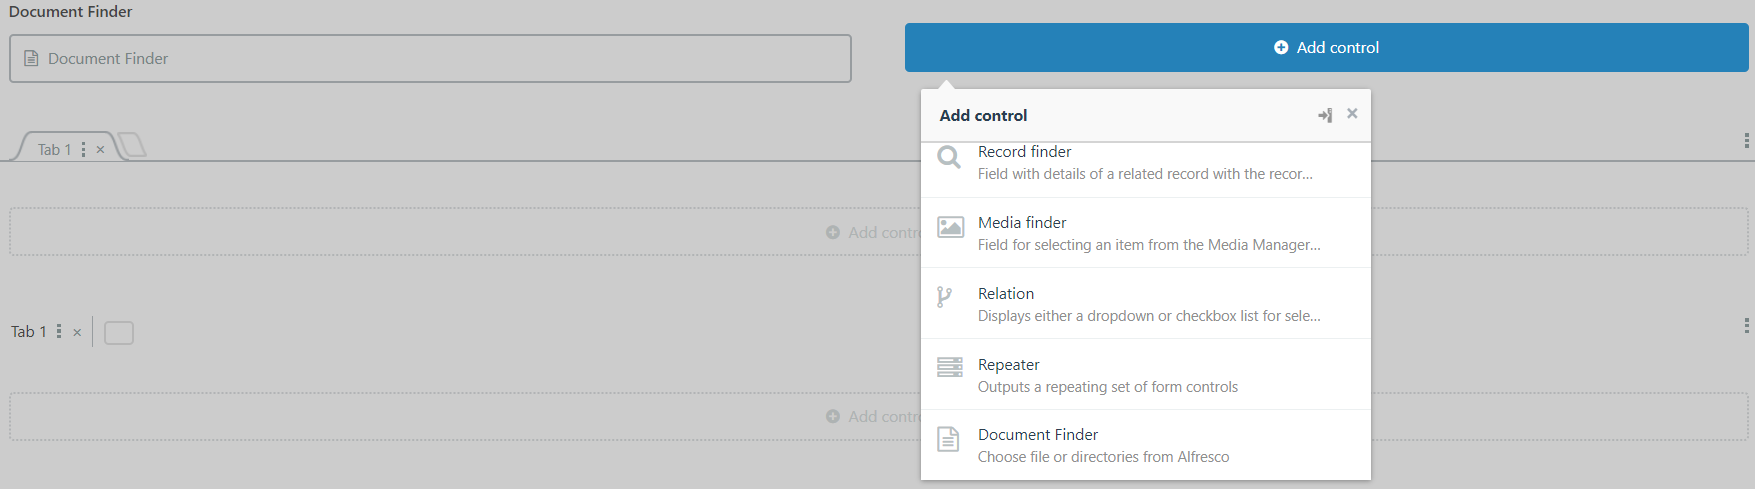 Document Finder
Document Finder
Add control
Add control
Tab 1
Record finder
Field with details of a related record with the recor...
Media finder
Field for selecting an item from the Media Manager...
Add contro
Relation
Displays either a dropdown or checkbox list for sele...
Tab 1
Repeater
Outputs a repeating set of form controls
Add contro
Document Finder
Choose file or directories from Alfresco